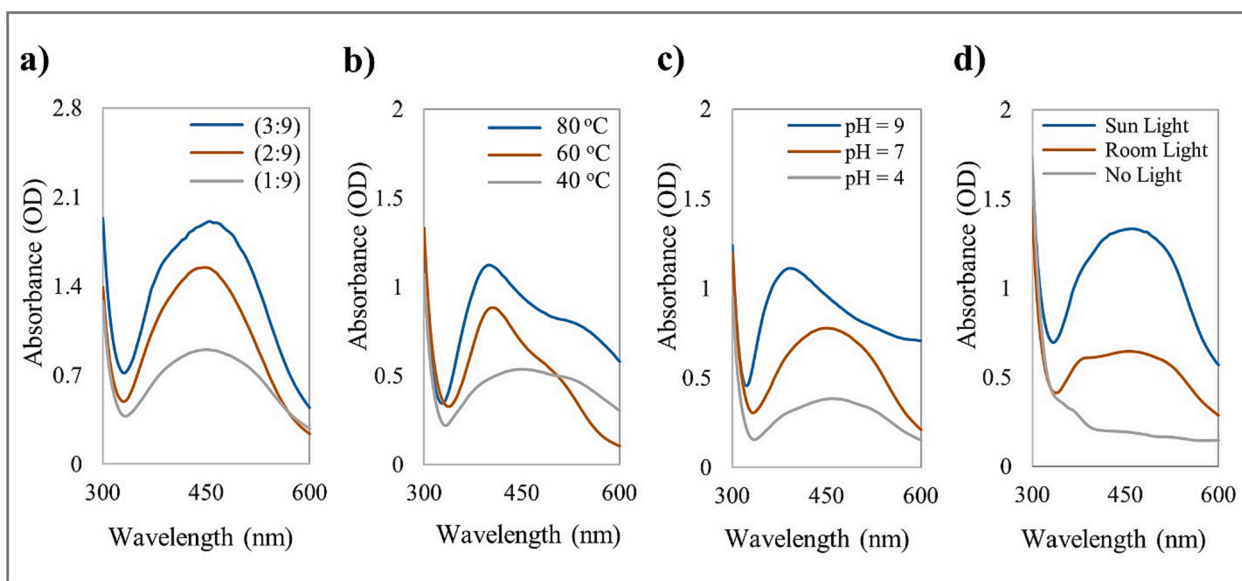 a)
2.8
2.1
1.4
0.7
0
300
450
600
Absorbance (OD)
Wavelength (nm)
(3:9)
(2:9)
(1:9)
b)
2
1.5
1
0.5
0
300
450
600
Absorbance (OD)
Wavelength (nm)
80 °C
60 °C
40 °C
c)
2
1.5
1
0.5
0
300
450
600
Absorbance (OD)
Wavelength (nm)
pH = 9
pH = 7
pH = 4
d)
2
1.5
1
0.5
0
300
450
600
Absorbance (OD)
Wavelength (nm)
Sun Light
Room Light
No Light